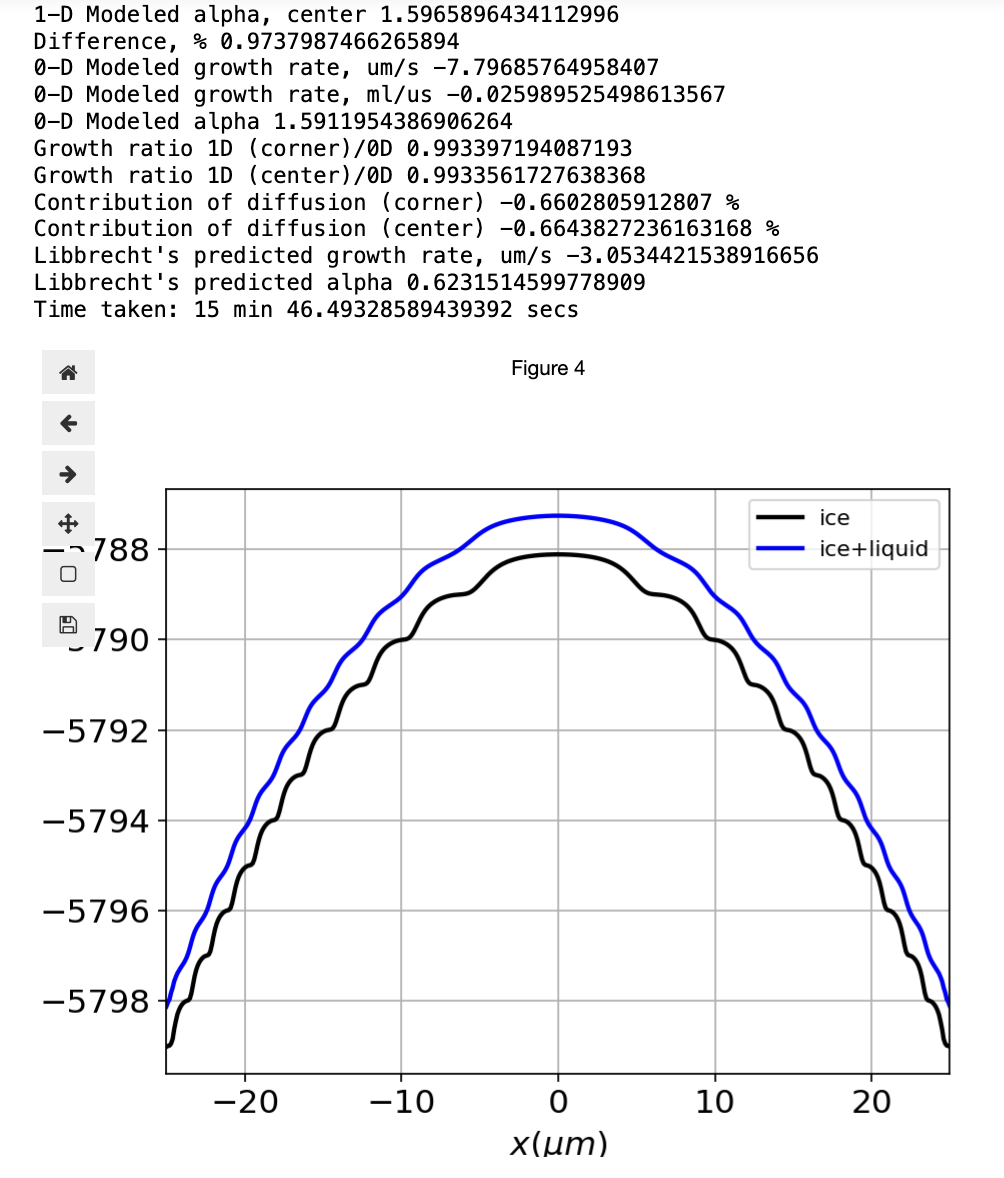 1-D Modeled alpha, center 1.5965896434112996
Difference, % 0.9737987466265894
0-D Modeled growth rate, um/s -7.79685764958407
0-D Modeled growth rate, ml/us -0.025989525498613567
0-D Modeled alpha 1.5911954386906264
Growth ratio 1D (corner)/0D 0.993397194087193
Growth ratio 1D (center)/0D 0.9933561727638368
Contribution of diffusion (corner) -0.6602805912807 %
Contribution of diffusion (center) -0.6643827236163168 %
Libbrecht's predicted growth rate, um/s -3.0534421538916656
Libbrecht's predicted alpha 0.6231514599778909
Time taken: 15 min 46.49328589439392 secs
Figure 4
ice
ice+liquid
788
790
−5792
−5794
−5796
−5798
−20 −10 0 10 20
x(μm)